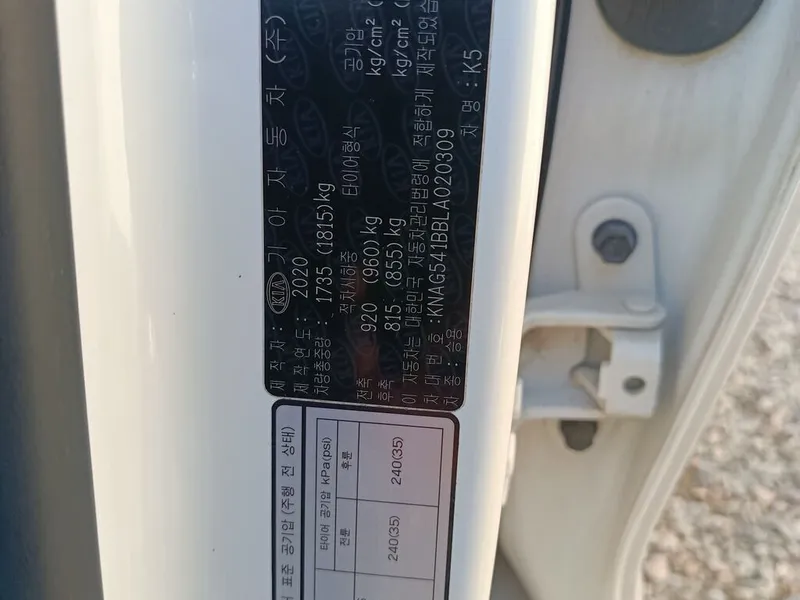 제 작 자 : KIA 기 아 자 동 차 (주)
제 작 연 도 : 2020
차량총중량 : 1735 (1815)kg
적차시하중 타이어형식 공기압
전축 920 (960)kg kg/cm² (
후축 815 (855)kg kg/cm² (
이 자동차는 대한민국 자동차관리법령에 적합하게 제작되었습
차 대 번 호 :KNAG541BBLA020309
차 종 : 승용 차 명 : K5
표준 공기압 (주행 전 상태)
타이어 공기압 kPa(psi)
전륜 후륜
240(35) 240(35)